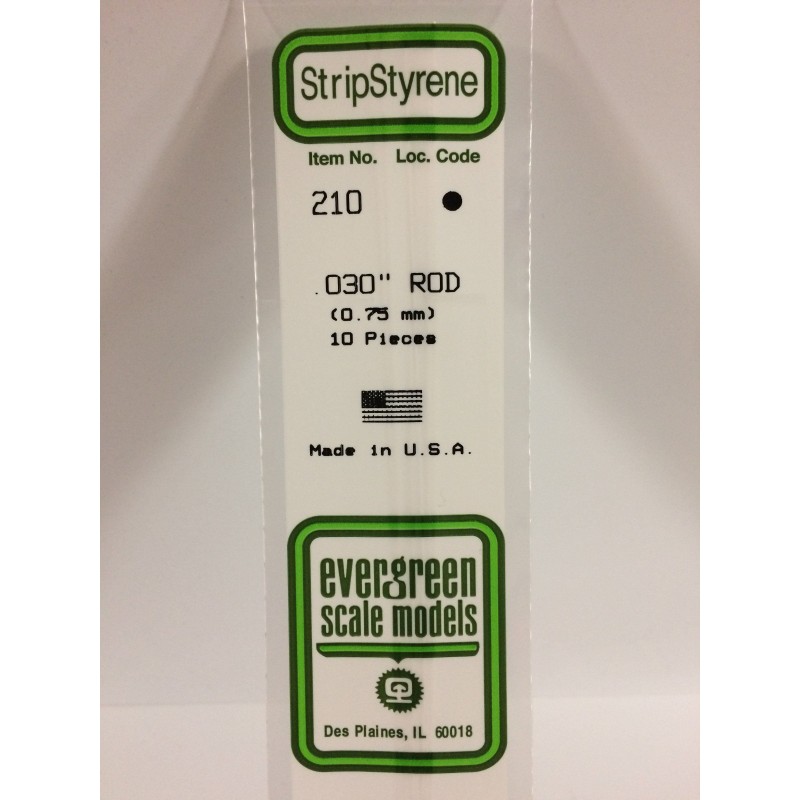 StripStyrene
Item No. Loc. Code
210 ●
.030" ROD
(0.75 mm)
10 Pieces
Made in U.S.A.
evergreen
scale models
Des Plaines, IL 60018